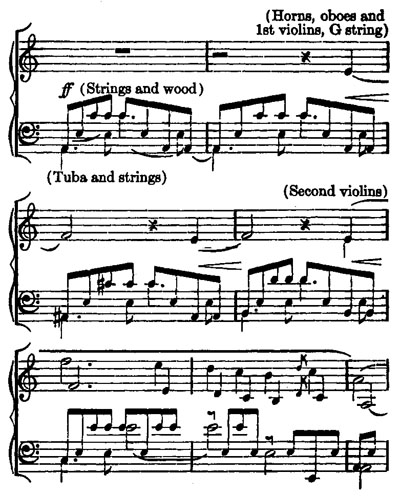 (Horns, oboes and
1st violins, G string)
ff (Strings and wood)
(Tuba and strings)
(Second violins)